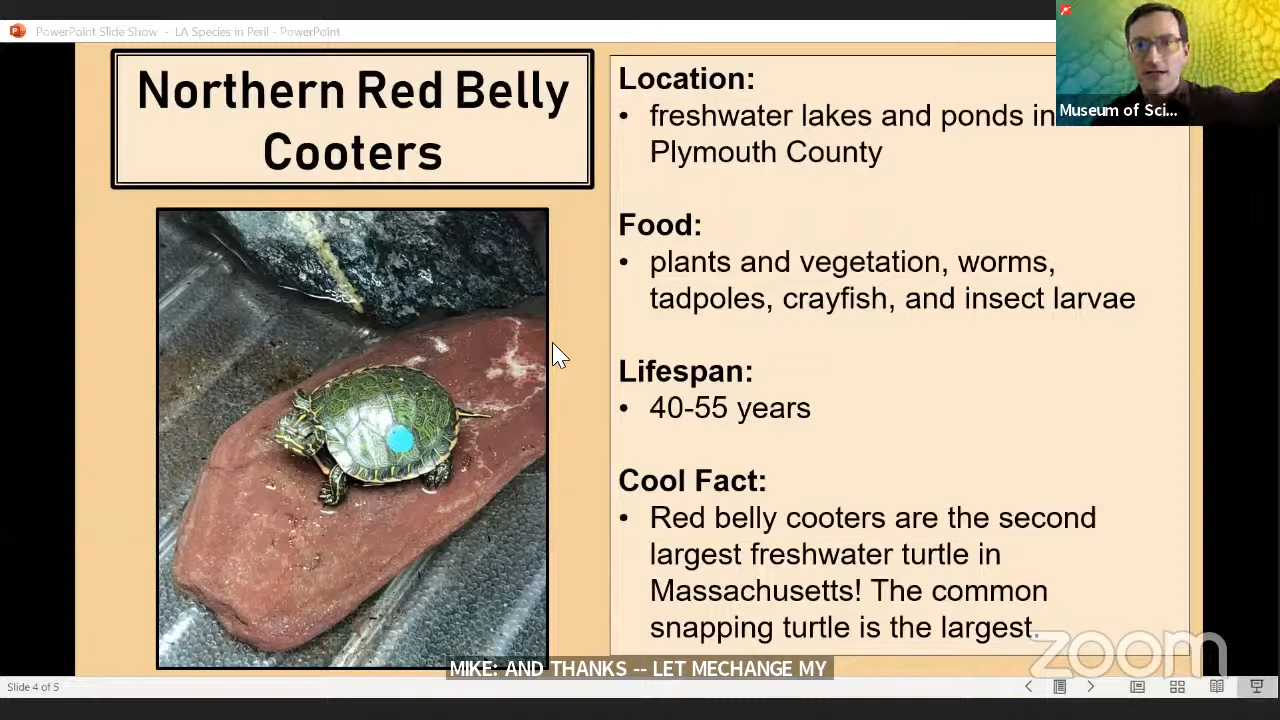 PowerPoint Slide Show - LA Species in Peril - PowerPoint
Museum of Sci...
Northern Red Belly
Cooters
Location:
• freshwater lakes and ponds in
Plymouth County
Food:
• plants and vegetation, worms,
tadpoles, crayfish, and insect larvae
Lifespan:
• 40-55 years
Cool Fact:
• Red belly cooters are the second
largest freshwater turtle in
Massachusetts! The common
snapping turtle is the largest.
zoom
MIKE: AND THANKS -- LET MECHANGE MY
Slide 4 of 5